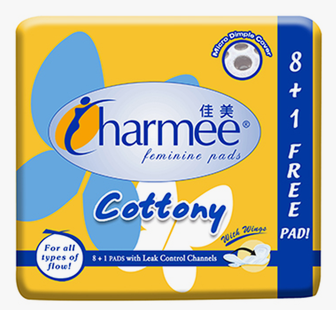 Micro Dimple Cover
佳美
Charmee®
feminine pads
Cottony
With Wings
For all
types of
flow!
8 + 1 PADS with Leak Control Channels
8 + 1 FREE
PAD!